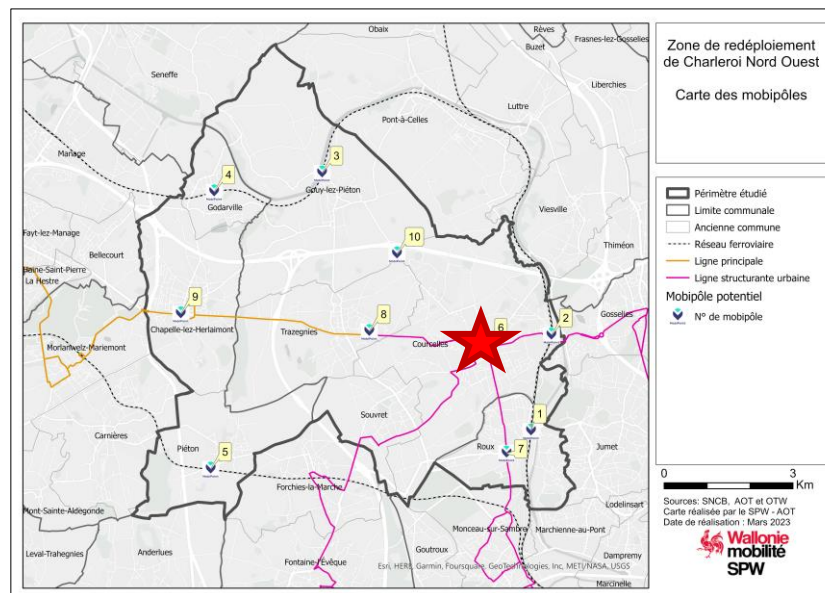 Obaix
Rèves
Buzet
Frasnes-lez-Gosselies
Seneffe
Liberchies
Luttre
Pont-à-Celles
Manage
3
4
Gouy-lez-Piéton
Godarville
Viesville
Fayt-lez-Manage
Bellecourt
10
Thiméon
Haine-Saint-Pierre
La Hestre
9
8
6
2
Gosselies
Chapelle-lez-Herlaimont
Trazegnies
Courcelles
Morlanwelz-Mariemont
Souvret
1
Carnières
Piéton
5
Roux
7
Jumet
Forchies-la-Marche
Mont-Sainte-Aldegonde
Lodelinsart
Monceau-sur-Sambre
Marchienne-au-Pont
Leval-Trahegnies
Anderlues
Goutroux
Dampremy
Fontaine-l'Evêque
Esri, HERE, Garmin, Foursquare, GeoTechnologies, Inc, METI/NASA, USGS
Marcinelle
Zone de redéploiement
de Charleroi Nord Ouest
Carte des mobipôles
Périmètre étudié
Limite communale
Ancienne commune
Réseau ferroviaire
Ligne principale
Ligne structurante urbaine
Mobipôle potentiel
N° de mobipôle
0 3
Km
Sources: SNCB, AOT et OTW
Carte réalisée par le SPW - AOT
Date de réalisation : Mars 2023
Wallonie
mobilité
SPW